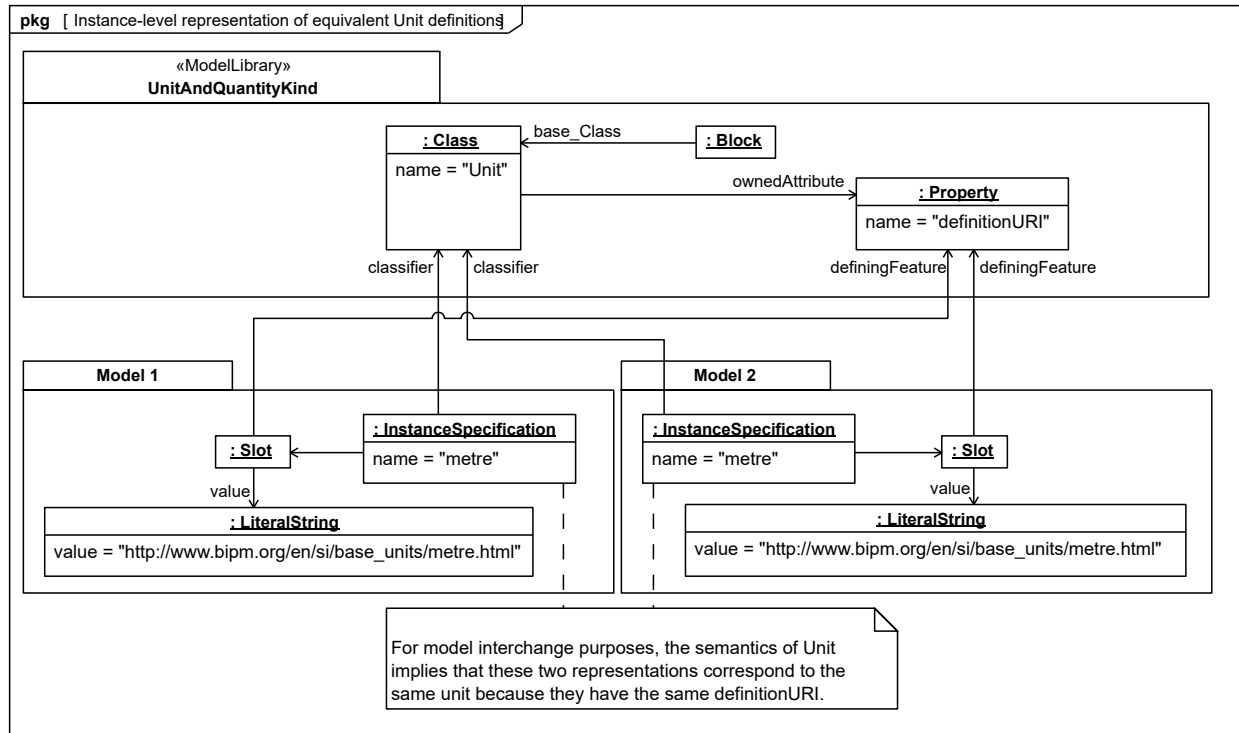 pkg [ Instance-level representation of equivalent Unit definitions]
«ModelLibrary»
UnitAndQuantityKind
: Class
name = "Unit"
base_Class
: Block
ownedAttribute
: Property
name = "definitionURI"
classifier
classifier
definingFeature
definingFeature
Model 1
: Slot
: InstanceSpecification
name = "metre"
value
: LiteralString
value = "http://www.bipm.org/en/si/base_units/metre.html"
Model 2
: InstanceSpecification
name = "metre"
: Slot
value
: LiteralString
value = "http://www.bipm.org/en/si/base_units/metre.html"
For model interchange purposes, the semantics of Unit
implies that these two representations correspond to the
same unit because they have the same definitionURI.